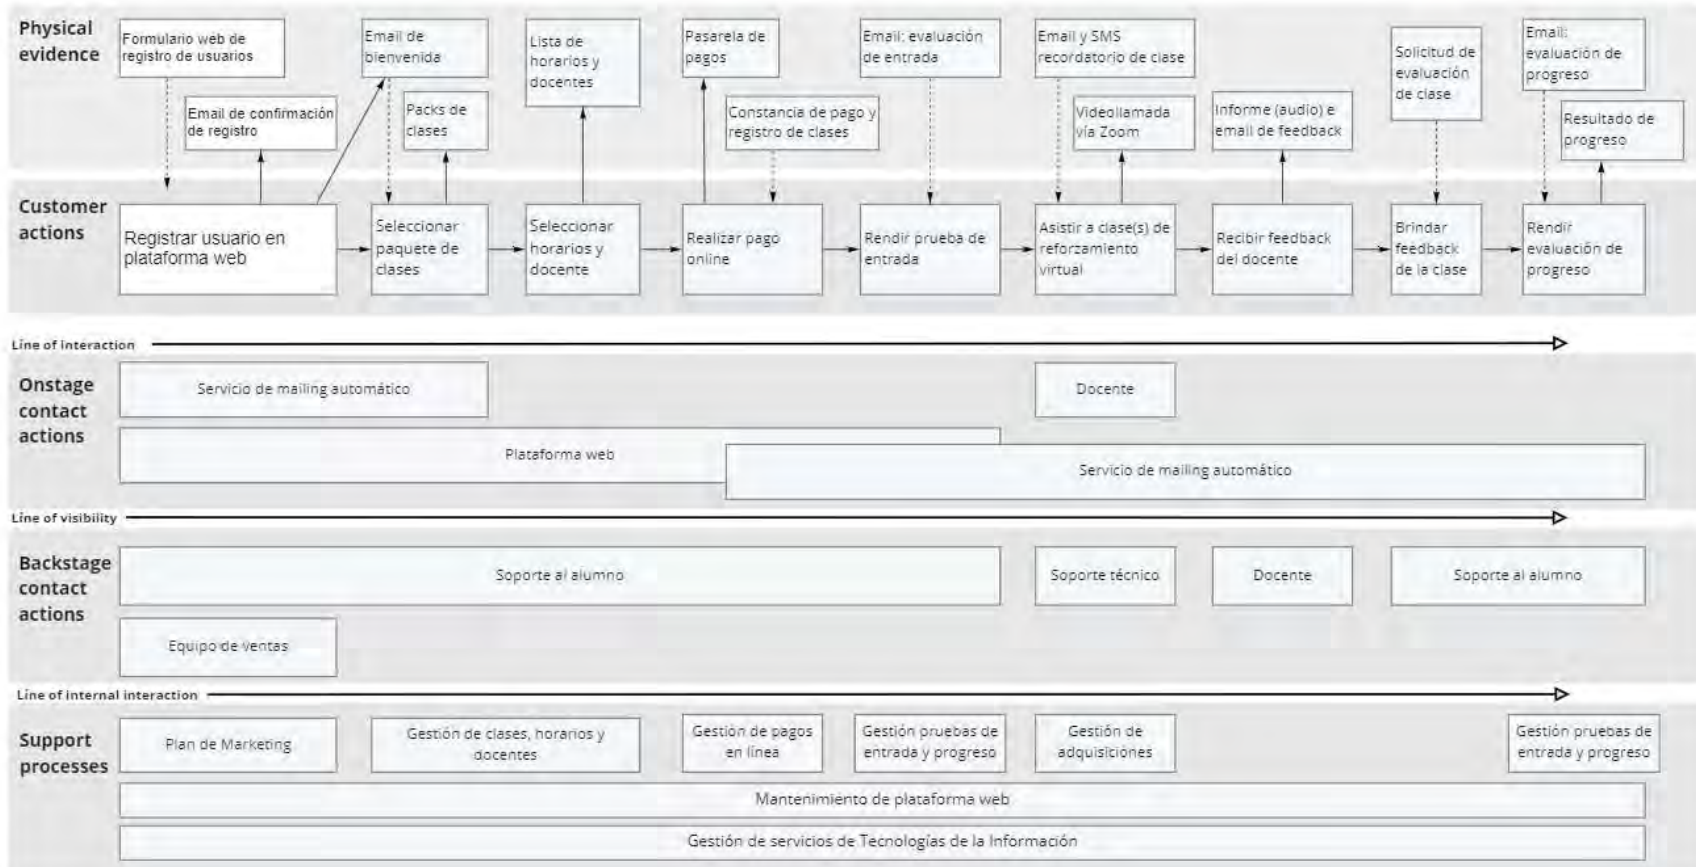 Physical
evidence
Formulario web de
registro de usuarios
Email de confirmación
de registro
Email de
bienvenida
Packs de
clases
Lista de
horarios y
docentes
Pasarela de
pagos
Constancia de pago y
registro de clases
Email: evaluación
de entrada
Email y SMS
recordatorio de clase
Videollamada
vía Zoom
Informe (audio) e
email de feedback
Solicitud de
evaluación
de clase
Email:
evaluación de
progreso
Resultado de
progreso
Customer
actions
Registrar usuario en
plataforma web
Seleccionar
paquete de
clases
Seleccionar
horarios y
docente
Realizar pago
online
Rendir prueba de
entrada
Asistir a clase(s) de
reforzamiento
virtual
Recibir feedback
del docente
Brindar
feedback
de la clase
Rendir
evaluación de
progreso
Line of interaction
Onstage
contact
actions
Servicio de mailing automático
Docente
Plataforma web
Servicio de mailing automático
Line of visibility
Backstage
contact
actions
Soporte al alumno
Soporte técnico
Docente
Soporte al alumno
Equipo de ventas
Line of internal interaction
Support
processes
Plan de Marketing
Gestión de clases, horarios y
docentes
Gestión de pagos
en línea
Gestión pruebas de
entrada y progreso
Gestión de
adquisiciones
Gestión pruebas de
entrada y progreso
Mantenimiento de plataforma web
Gestión de servicios de Tecnologías de la Información